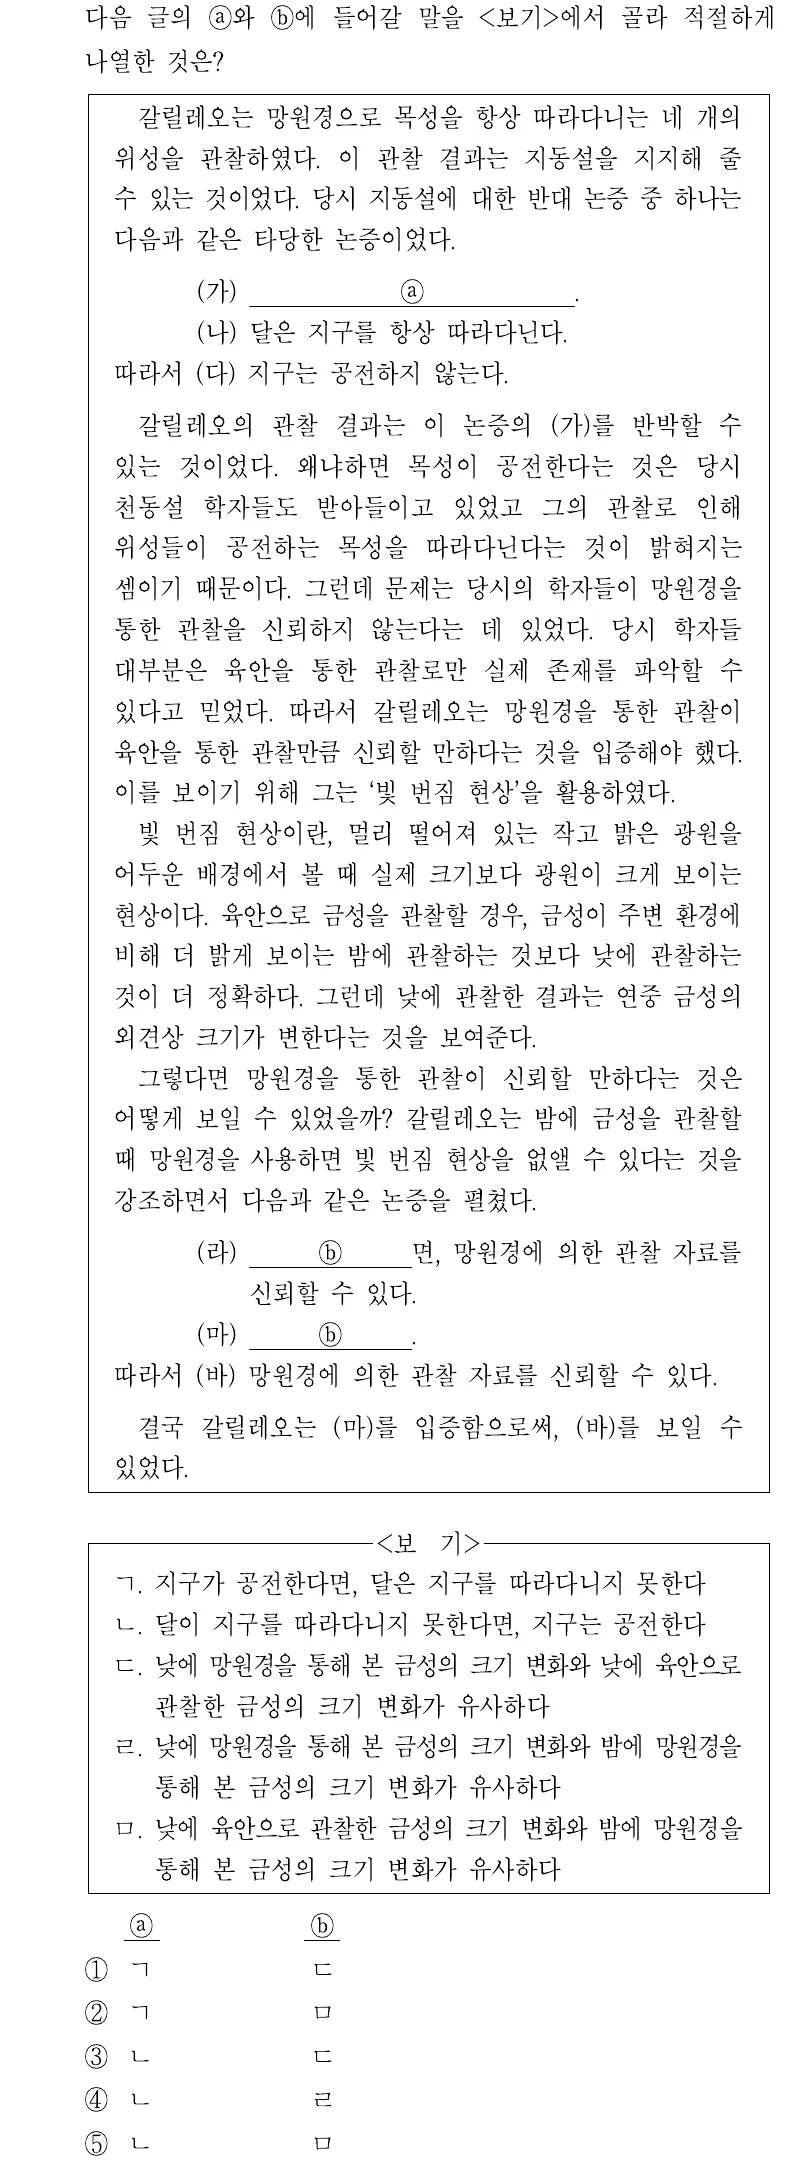 다음 글의 ⓐ와 ⓑ에 들어갈 말을 <보기>에서 골라 적절하게
나열한 것은?
갈릴레오는 망원경으로 목성을 항상 따라다니는 네 개의
위성을 관찰하였다. 이 관찰 결과는 지동설을 지지해 줄
수 있는 것이었다. 당시 지동설에 대한 반대 논증 중 하나는
다음과 같은 타당한 논증이었다.
(가) ⓐ.
(나) 달은 지구를 항상 따라다닌다.
따라서 (다) 지구는 공전하지 않는다.
갈릴레오의 관찰 결과는 이 논증의 (가)를 반박할 수
있는 것이었다. 왜냐하면 목성이 공전한다는 것은 당시
천동설 학자들도 받아들이고 있었고 그의 관찰로 인해
위성들이 공전하는 목성을 따라다닌다는 것이 밝혀지는
셈이기 때문이다. 그런데 문제는 당시의 학자들이 망원경을
통한 관찰을 신뢰하지 않는다는 데 있었다. 당시 학자들
대부분은 육안을 통한 관찰로만 실제 존재를 파악할 수
있다고 믿었다. 따라서 갈릴레오는 망원경을 통한 관찰이
육안을 통한 관찰만큼 신뢰할 만하다는 것을 입증해야 했다.
이를 보이기 위해 그는 ‘빛 번짐 현상’을 활용하였다.
빛 번짐 현상이란, 멀리 떨어져 있는 작고 밝은 광원을
어두운 배경에서 볼 때 실제 크기보다 광원이 크게 보이는
현상이다. 육안으로 금성을 관찰할 경우, 금성이 주변 환경에
비해 더 밝게 보이는 밤에 관찰하는 것보다 낮에 관찰하는
것이 더 정확하다. 그런데 낮에 관찰한 결과는 연중 금성의
외견상 크기가 변한다는 것을 보여준다.
그렇다면 망원경을 통한 관찰이 신뢰할 만하다는 것은
어떻게 보일 수 있었을까? 갈릴레오는 밤에 금성을 관찰할
때 망원경을 사용하면 빛 번짐 현상을 없앨 수 있다는 것을
강조하면서 다음과 같은 논증을 펼쳤다.
(라) ⓑ면, 망원경에 의한 관찰 자료를
신뢰할 수 있다.
(마) ⓑ.
따라서 (바) 망원경에 의한 관찰 자료를 신뢰할 수 있다.
결국 갈릴레오는 (마)를 입증함으로써, (바)를 보일 수
있었다.
<보 기>
ㄱ. 지구가 공전한다면, 달은 지구를 따라다니지 못한다
ㄴ. 달이 지구를 따라다니지 못한다면, 지구는 공전한다
ㄷ. 낮에 망원경을 통해 본 금성의 크기 변화와 낮에 육안으로
관찰한 금성의 크기 변화가 유사하다
ㄹ. 낮에 망원경을 통해 본 금성의 크기 변화와 밤에 망원경을
통해 본 금성의 크기 변화가 유사하다
ㅁ. 낮에 육안으로 관찰한 금성의 크기 변화와 밤에 망원경을
통해 본 금성의 크기 변화가 유사하다
ⓐ ⓑ
① ㄱ ㄷ
② ㄱ ㅁ
③ ㄴ ㄷ
④ ㄴ ㄹ
⑤ ㄴ ㅁ